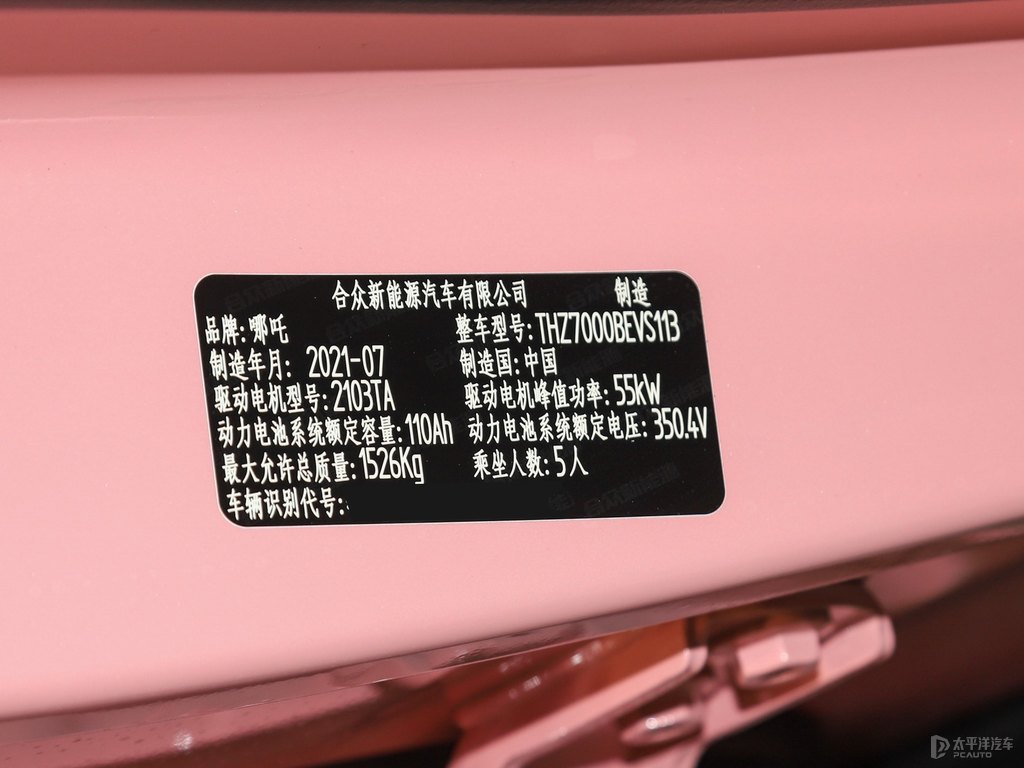 合众新能源汽车有限公司 制造
品牌:哪吒 整车型号:THZ7000BEVS113
制造年月: 2021-07 制造国:中国
驱动电机型号:2103TA 驱动电机峰值功率:55kW
动力电池系统额定容量:110Ah 动力电池系统额定电压:350.4V
最大允许总质量:1526Kg 乘坐人数:5人
车辆识别代号:
太平洋汽车
PCAUTO